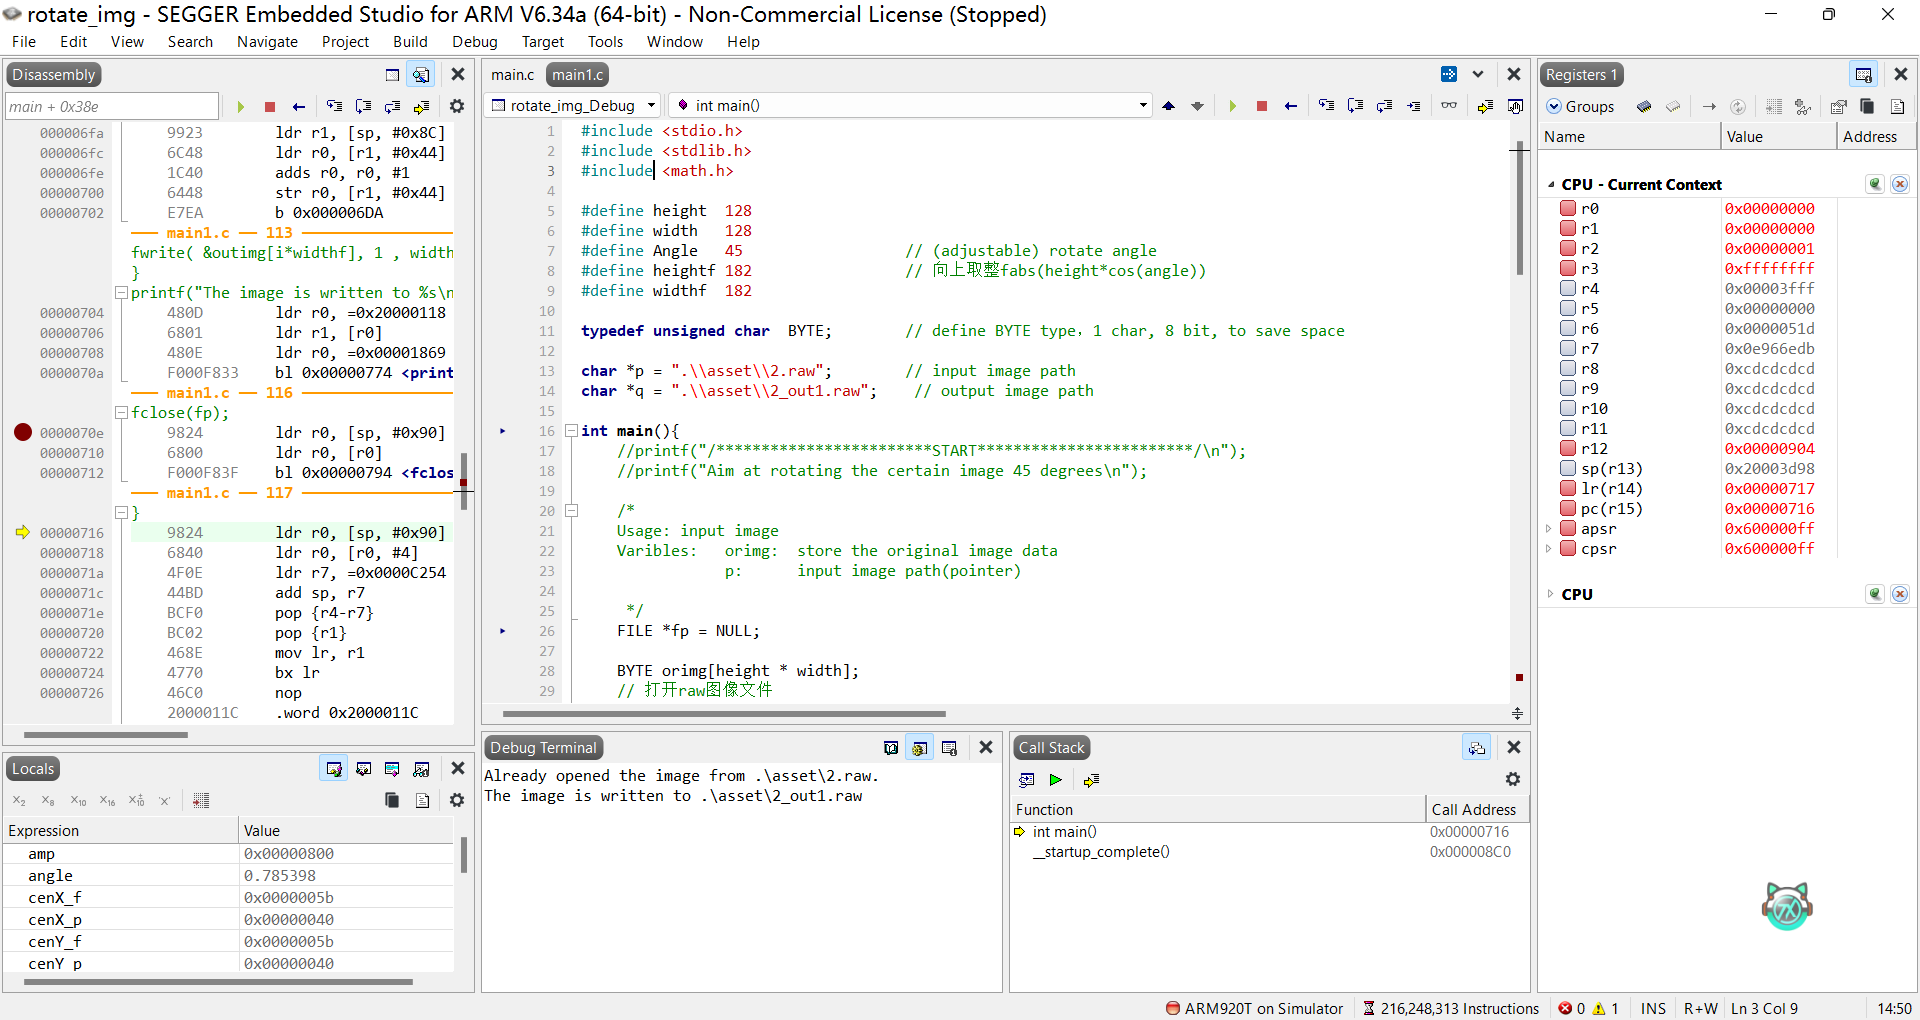 rotate_img - SEGGER Embedded Studio for ARM V6.34a (64-bit) - Non-Commercial License (Stopped)
File Edit View Search Navigate Project Build Debug Target Tools Window Help
Disassembly
main + 0x38e
000006fa 9923 ldr r1, [sp, #0x8C]
000006fc 6C48 ldr r0, [r1, #0x44]
000006fe 1C40 adds r0, r0, #1
00000700 6448 str r0, [r1, #0x44]
00000702 E7EA b 0x000006DA
main1.c — 113
fwrite( &outimg[i*widthf], 1 , width
}
printf("The image is written to %s\n
00000704 480D ldr r0, =0x20000118
00000706 6801 ldr r1, [r0]
00000708 480E ldr r0, =0x00001869
0000070a F000F833 bl 0x00000774 <print
main1.c — 116
fclose(fp);
0000070e 9824 ldr r0, [sp, #0x90]
00000710 6800 ldr r0, [r0]
00000712 F000F83F bl 0x00000794 <fclos
main1.c — 117
}
00000716 9824 ldr r0, [sp, #0x90]
00000718 6840 ldr r0, [r0, #4]
0000071a 4F0E ldr r7, =0x0000C254
0000071c 44BD add sp, r7
0000071e BCF0 pop {r4-r7}
00000720 BC02 pop {r1}
00000722 468E mov lr, r1
00000724 4770 bx lr
00000726 46C0 nop
2000011C .word 0x2000011C
main.c main1.c
rotate_img_Debug int main()
1 #include <stdio.h>
2 #include <stdlib.h>
3 #include <math.h>
4
5 #define height 128
6 #define width 128
7 #define Angle 45 // (adjustable) rotate angle
8 #define heightf 182 // 向上取整fabs(height*cos(angle))
9 #define widthf 182
10
11 typedef unsigned char BYTE; // define BYTE type，1 char, 8 bit, to save space
12
13 char *p = ".\\asset\\2.raw"; // input image path
14 char *q = ".\\asset\\2_out1.raw"; // output image path
15
16 int main(){
17 //printf("/************************START************************/\n");
18 //printf("Aim at rotating the certain image 45 degrees\n");
19
20 /*
21 Usage: input image
22 Varibles: orimg: store the original image data
23 p: input image path(pointer)
24
25 */
26 FILE *fp = NULL;
27
28 BYTE orimg[height * width];
29 // 打开raw图像文件
Registers 1
Groups
Name Value Address
CPU - Current Context
r0 0x00000000
r1 0x00000000
r2 0x00000001
r3 0xffffffff
r4 0x00003fff
r5 0x00000000
r6 0x0000051d
r7 0x0e966edb
r8 0xcdcdcdcd
r9 0xcdcdcdcd
r10 0xcdcdcdcd
r11 0xcdcdcdcd
r12 0x00000904
sp(r13) 0x20003d98
lr(r14) 0x00000717
pc(r15) 0x00000716
apsr 0x600000ff
cpsr 0x600000ff
CPU
Locals
x2 x8 x10 x16 x±10 'x'
Expression Value
amp 0x00000800
angle 0.785398
cenX_f 0x0000005b
cenX_p 0x00000040
cenY_f 0x0000005b
cenY_p 0x00000040
Debug Terminal
Already opened the image from .\asset\2.raw.
The image is written to .\asset\2_out1.raw
Call Stack
Function Call Address
int main() 0x00000716
__startup_complete() 0x000008C0
ARM920T on Simulator 216,248,313 Instructions 0 1 INS R+W Ln 3 Col 9 14:50